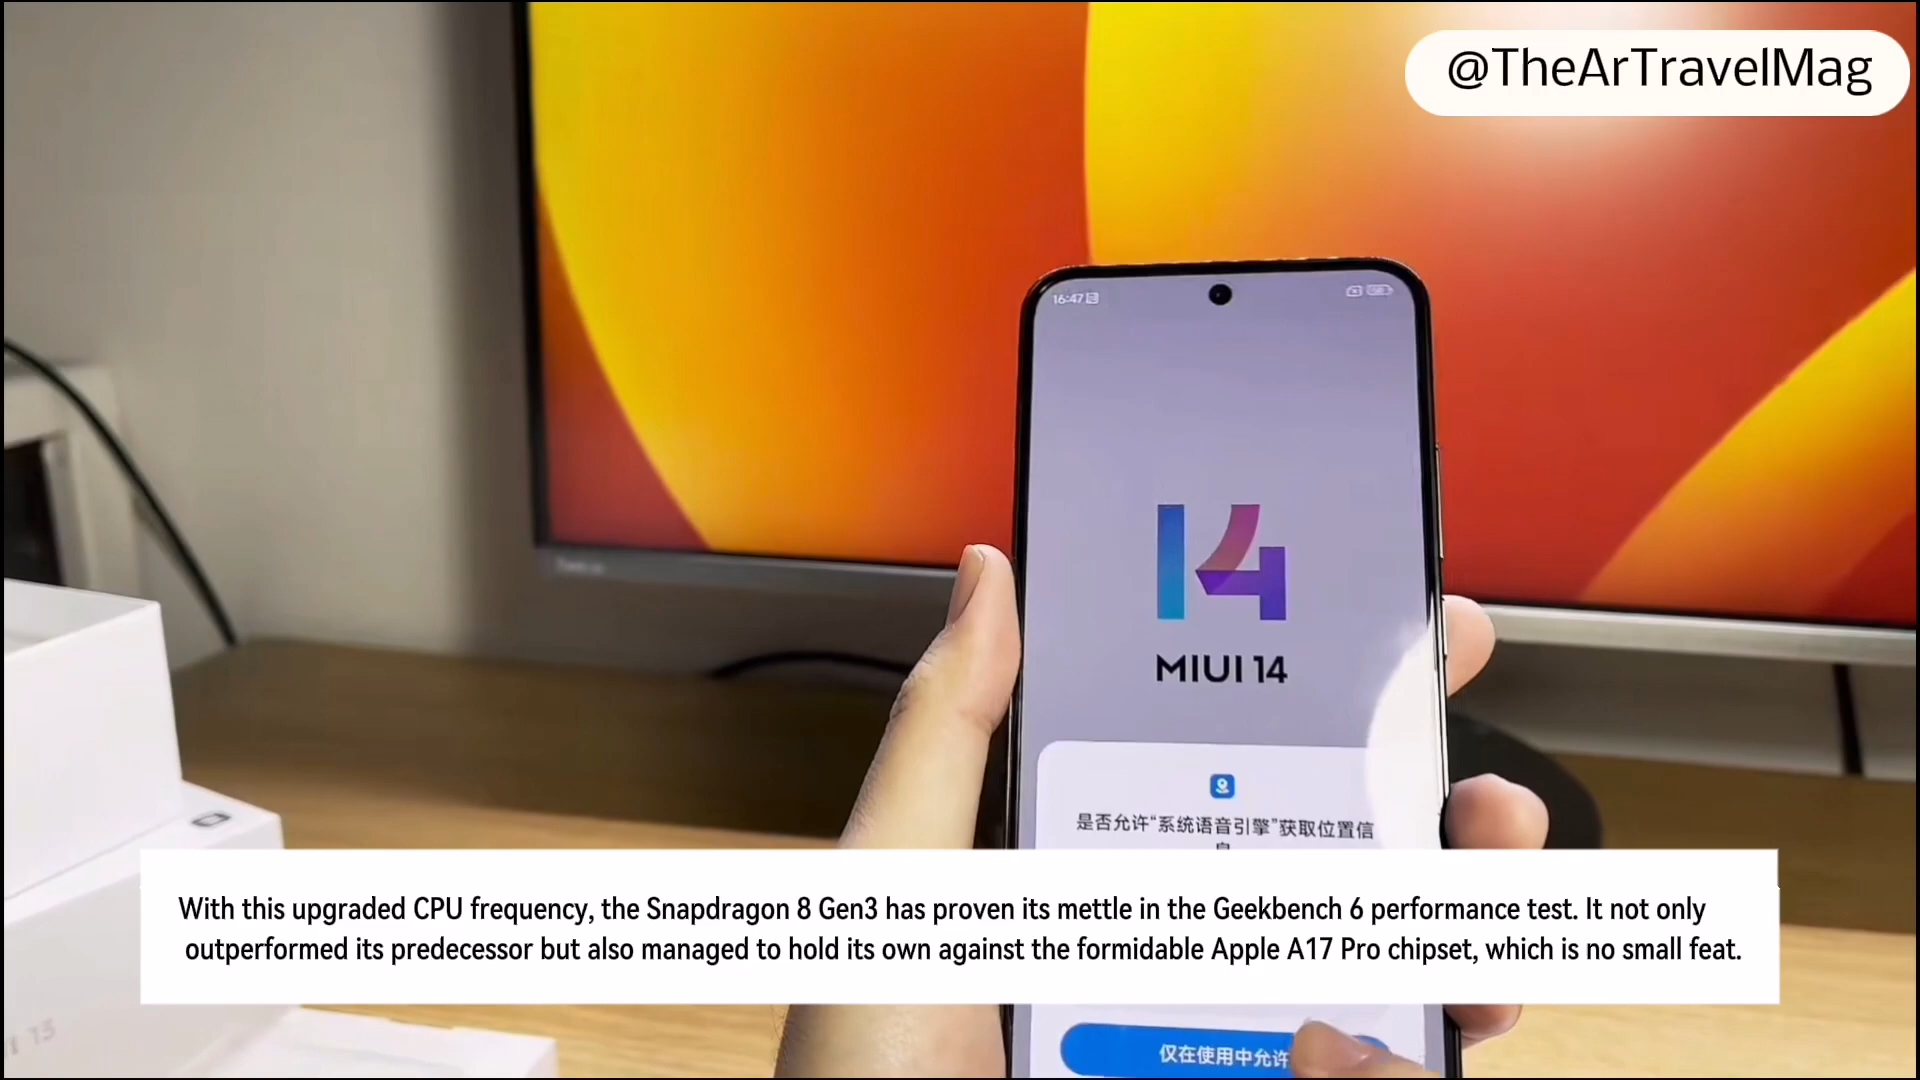 @TheArTravelMag
16:47
14
MIUI 14
是否允许“系统语音引擎”获取位置信
With this upgraded CPU frequency, the Snapdragon 8 Gen3 has proven its mettle in the Geekbench 6 performance test. It not only
outperformed its predecessor but also managed to hold its own against the formidable Apple A17 Pro chipset, which is no small feat.
仅在使用中允许